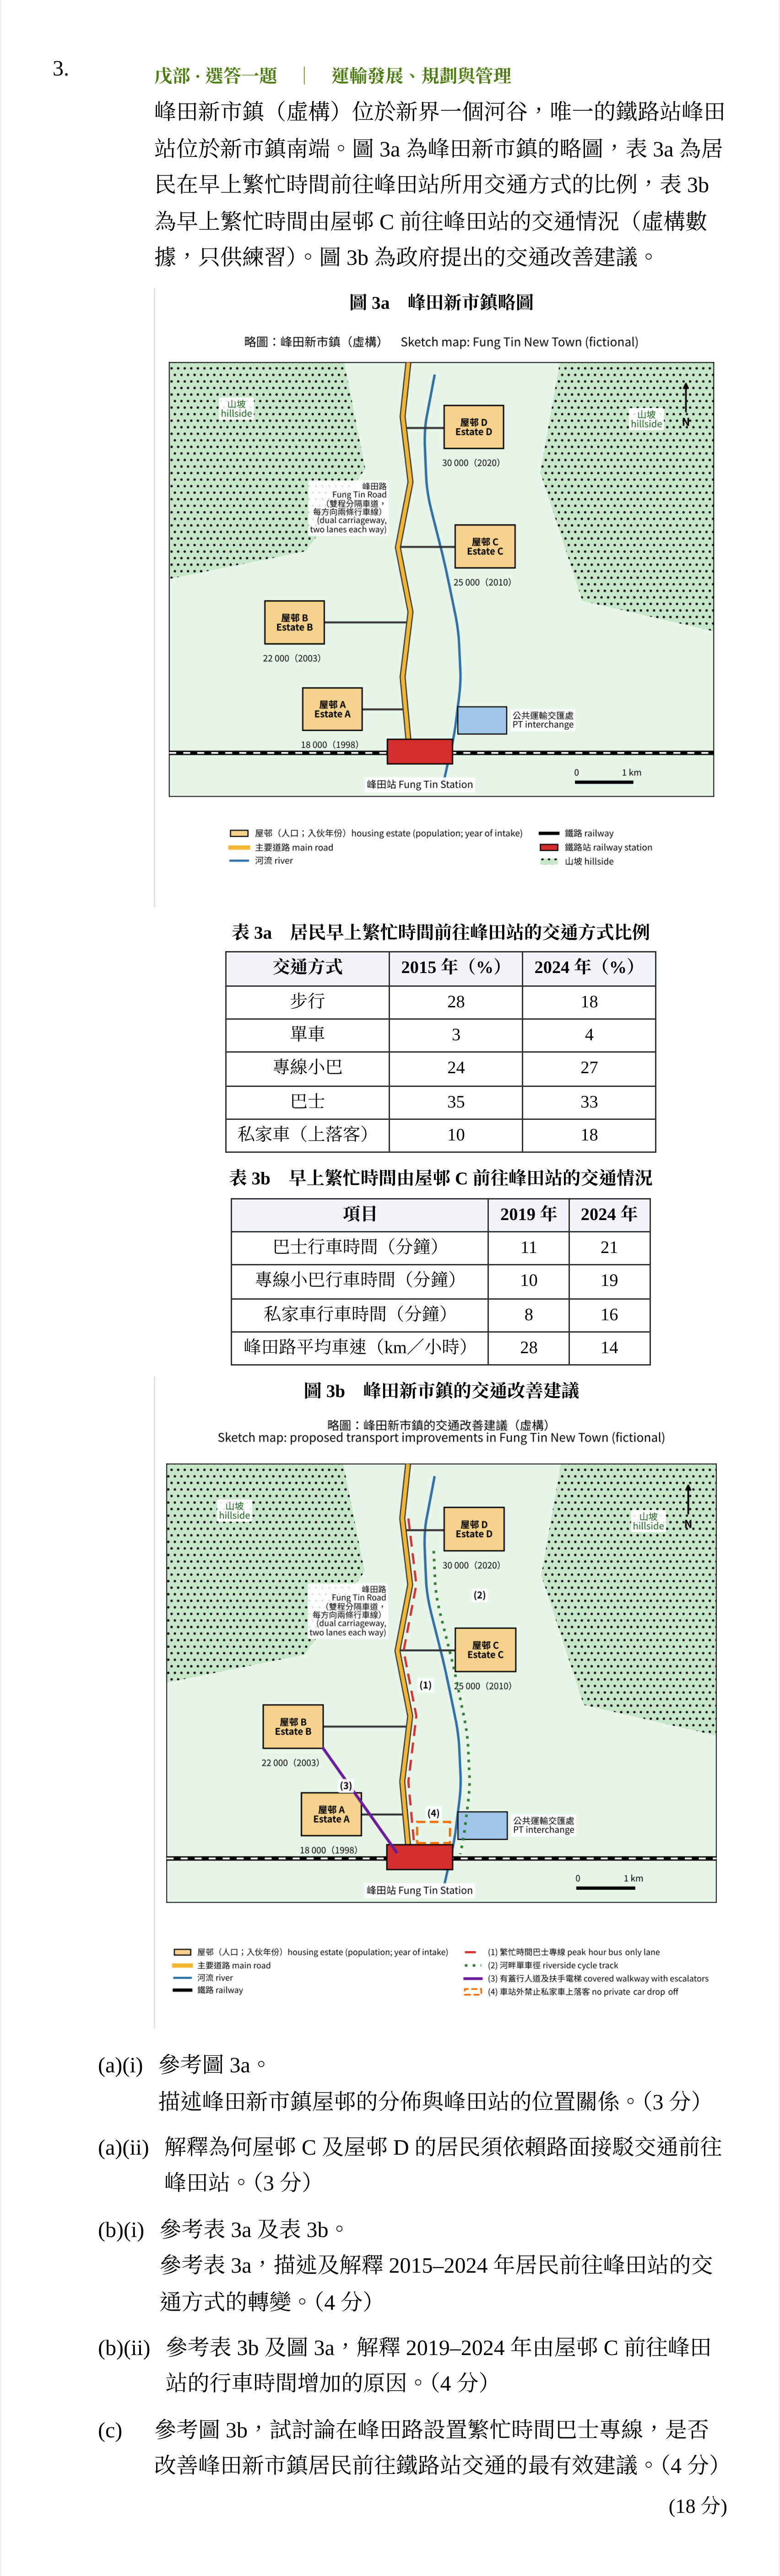 3.
戊部 · 選答一題 ｜ 運輸發展、規劃與管理
峰田新市鎮（虛構）位於新界一個河谷，唯一的鐵路站峰田
站位於新市鎮南端。圖 3a 為峰田新市鎮的略圖，表 3a 為居
民在早上繁忙時間前往峰田站所用交通方式的比例，表 3b
為早上繁忙時間由屋邨 C 前往峰田站的交通情況（虛構數
據，只供練習）。圖 3b 為政府提出的交通改善建議。
圖 3a 峰田新市鎮略圖
略圖：峰田新市鎮（虛構） Sketch map: Fung Tin New Town (fictional)
山坡
hillside
屋邨 D
Estate D
30 000（2020）
山坡
hillside
N
峰田路
Fung Tin Road
（雙程分隔車道，
每方向兩條行車線）
(dual carriageway,
two lanes each way)
屋邨 C
Estate C
25 000（2010）
屋邨 B
Estate B
22 000（2003）
屋邨 A
Estate A
18 000（1998）
公共運輸交匯處
PT interchange
峰田站 Fung Tin Station
0 1 km
屋邨（人口；入伙年份）housing estate (population; year of intake)
主要道路 main road
河流 river
鐵路 railway
鐵路站 railway station
山坡 hillside
表 3a 居民早上繁忙時間前往峰田站的交通方式比例
交通方式 2015 年（%） 2024 年（%）
步行 28 18
單車 3 4
專線小巴 24 27
巴士 35 33
私家車（上落客） 10 18
表 3b 早上繁忙時間由屋邨 C 前往峰田站的交通情況
項目 2019 年 2024 年
巴士行車時間（分鐘） 11 21
專線小巴行車時間（分鐘） 10 19
私家車行車時間（分鐘） 8 16
峰田路平均車速（km／小時） 28 14
圖 3b 峰田新市鎮的交通改善建議
略圖：峰田新市鎮的交通改善建議（虛構）
Sketch map: proposed transport improvements in Fung Tin New Town (fictional)
山坡
hillside
屋邨 D
Estate D
30 000（2020）
山坡
hillside
N
峰田路
Fung Tin Road
（雙程分隔車道，
每方向兩條行車線）
(dual carriageway,
two lanes each way)
(2)
屋邨 C
Estate C
25 000（2010）
(1)
屋邨 B
Estate B
22 000（2003）
(3)
屋邨 A
Estate A
18 000（1998）
(4)
公共運輸交匯處
PT interchange
峰田站 Fung Tin Station
0 1 km
屋邨（人口；入伙年份）housing estate (population; year of intake)
主要道路 main road
河流 river
鐵路 railway
(1) 繁忙時間巴士專線 peak hour bus only lane
(2) 河畔單車徑 riverside cycle track
(3) 有蓋行人道及扶手電梯 covered walkway with escalators
(4) 車站外禁止私家車上落客 no private car drop off
(a)(i) 參考圖 3a。
描述峰田新市鎮屋邨的分佈與峰田站的位置關係。（3 分）
(a)(ii) 解釋為何屋邨 C 及屋邨 D 的居民須依賴路面接駁交通前往
峰田站。（3 分）
(b)(i) 參考表 3a 及表 3b。
參考表 3a，描述及解釋 2015–2024 年居民前往峰田站的交
通方式的轉變。（4 分）
(b)(ii) 參考表 3b 及圖 3a，解釋 2019–2024 年由屋邨 C 前往峰田
站的行車時間增加的原因。（4 分）
(c) 參考圖 3b，試討論在峰田路設置繁忙時間巴士專線，是否
改善峰田新市鎮居民前往鐵路站交通的最有效建議。（4 分）
(18 分)